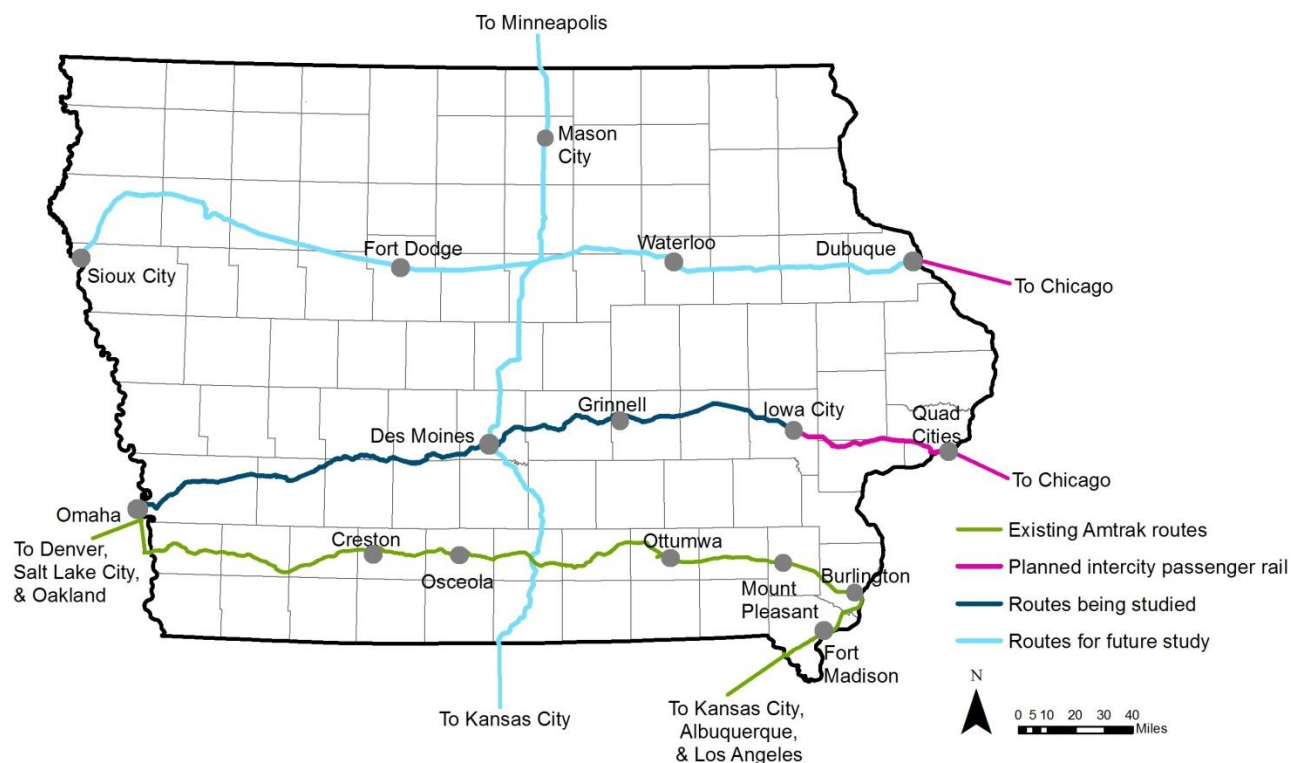 To Minneapolis
Mason
City
Fort Dodge
Waterloo
Dubuque
Sioux City
To Chicago
Grinnell
Iowa City
Quad
Cities
Des Moines
To Chicago
Omaha
To Denver,
Salt Lake City,
& Oakland
Creston
Osceola
Ottumwa
Mount
Pleasant
Burlington
Fort
Madison
To Kansas City
To Kansas City,
Albuquerque,
& Los Angeles
Existing Amtrak routes
Planned intercity passenger rail
Routes being studied
Routes for future study
N
0 5 10 20 30 40
Miles